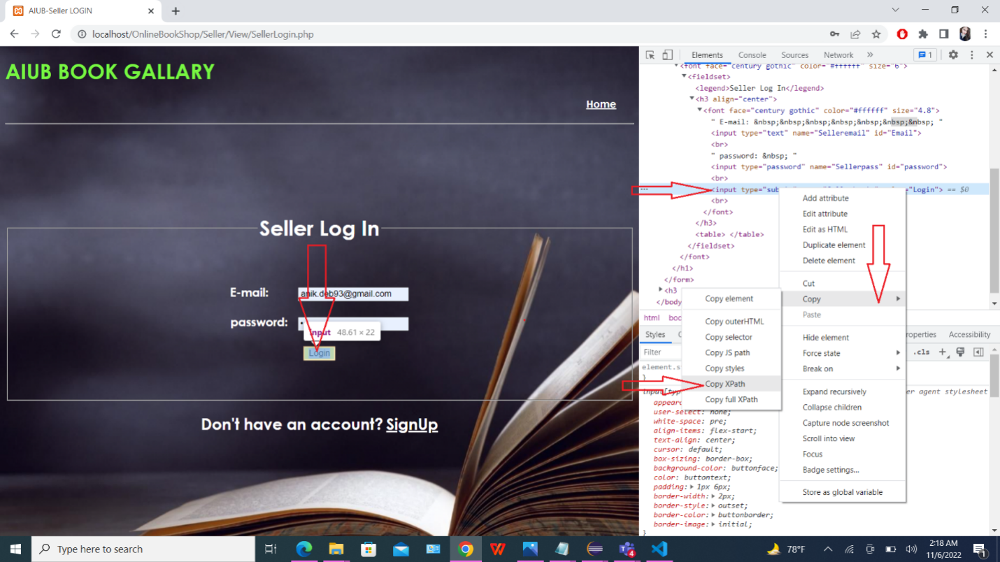 AIUB-Seller LOGIN
localhost/OnlineBookShop/Seller/View/SellerLogin.php
AIUB BOOK GALLARY
Home
Seller Log In
E-mail: anik.deb93@gmail.com
password:
input 48.61 × 22
Login
Don't have an account? SignUp
Elements Console Sources Network » 1
<font face="century gothic" color="#ffffff" size="6">
<fieldset>
<legend>Seller Log In</legend>
<h3 align="center">
<font face="century gothic" color="#ffffff" size="4.8">
" E-mail: &nbsp;&nbsp;&nbsp;&nbsp;&nbsp;&nbsp;&nbsp; "
<input type="text" name="Selleremail" id="Email">
<br>
" password: &nbsp; "
<input type="password" name="Sellerpass" id="password">
<br>
<input type="sub ="Login"> == $0
<br>
</font>
</h3>
<table> </table>
</fieldset>
</font>
</h1>
</form>
<h3
</body
html
Add attribute
Edit attribute
Edit as HTML
Duplicate element
Delete element
Cut
Copy
Paste
Hide element
Force state
Break on
Expand recursively
Collapse children
Capture node screenshot
Scroll into view
Focus
Badge settings...
Store as global variable
Copy element
Copy outerHTML
Copy selector
Copy JS path
Copy styles
Copy XPath
Copy full XPath
Styles roperties Accessibility
Filter .cls
element.s
}
input[typ er agent stylesheet
appear
user-select: none;
white-space: pre;
align-items: flex-start;
text-align: center;
cursor: default;
box-sizing: border-box;
background-color: buttonface;
color: buttontext;
padding: 1px 6px;
border-width: 2px;
border-style: outset;
border-color: buttonborder;
border-image: initial;
}
Type here to search
4
78°F
2:18 AM
11/6/2022
1